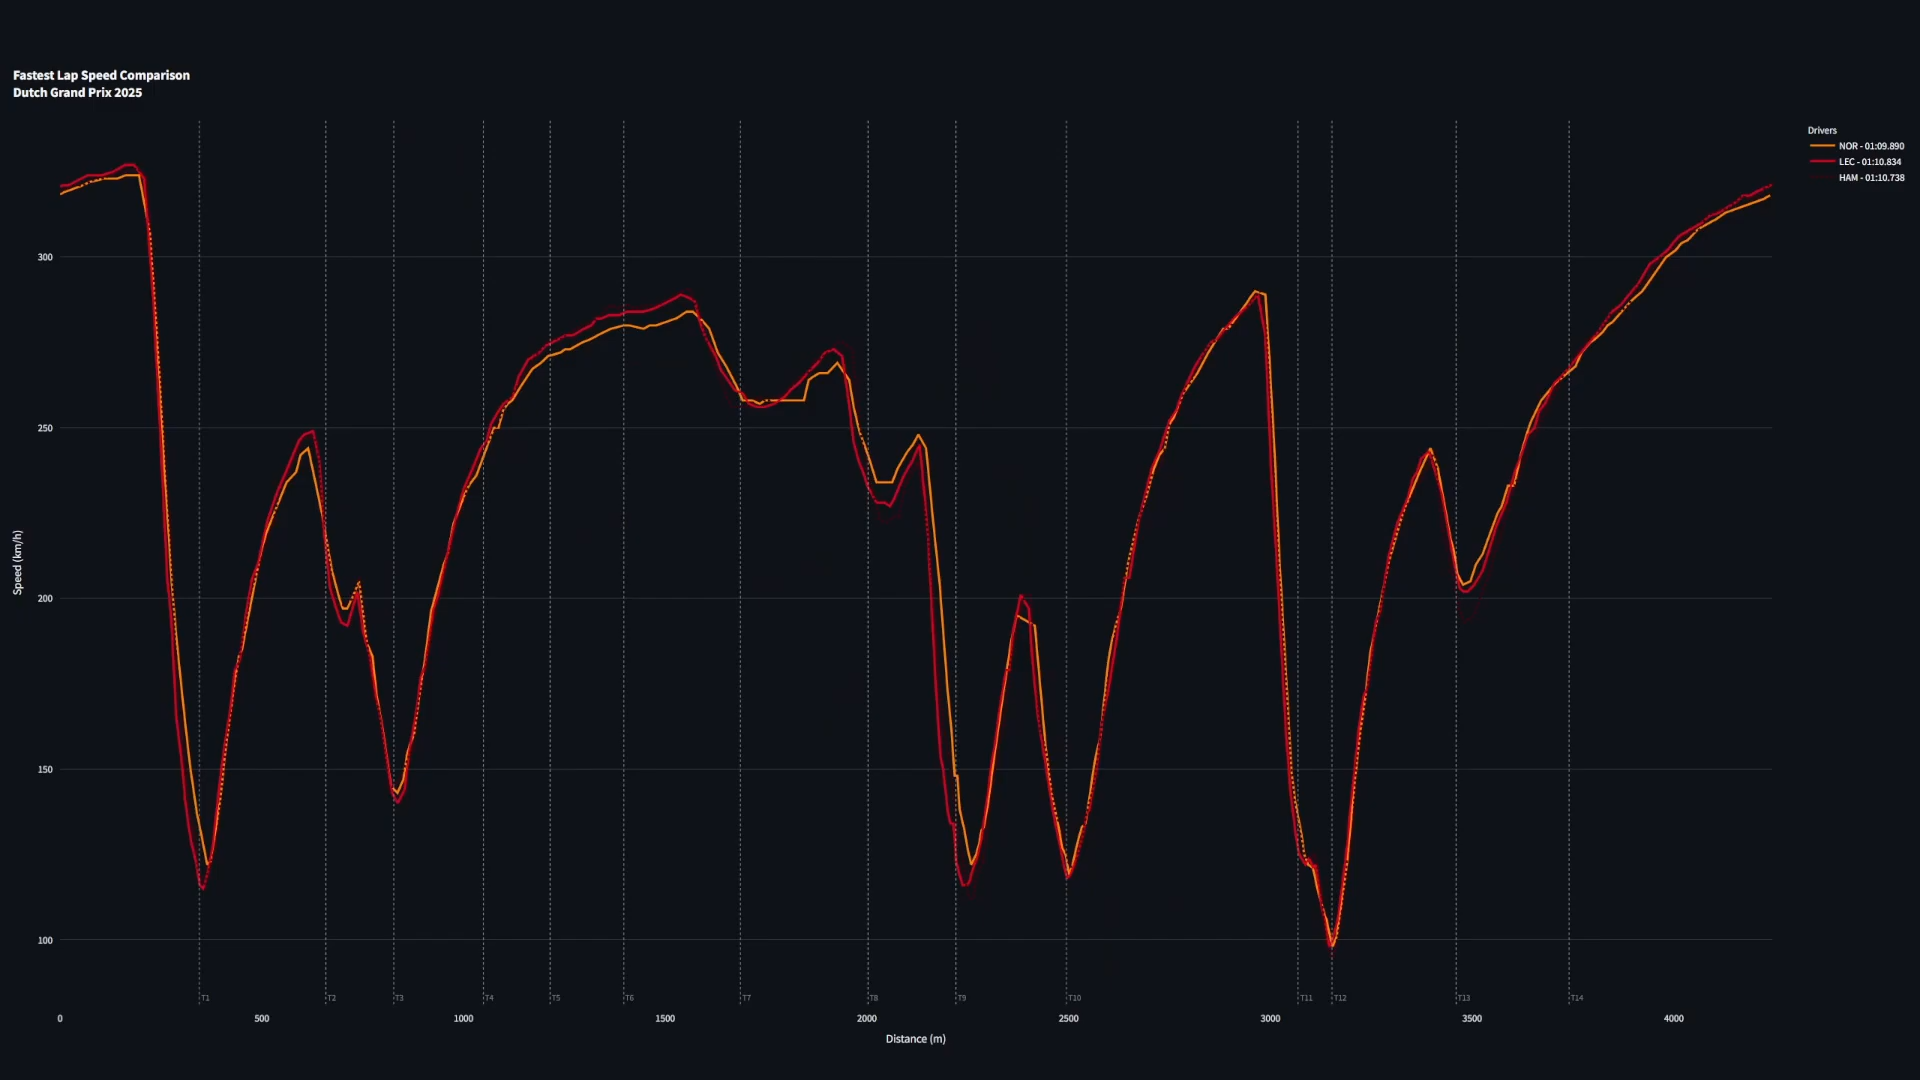 Fastest Lap Speed Comparison
Dutch Grand Prix 2025
Drivers
NOR - 01:09.890
LEC - 01:10.834
HAM - 01:10.738
300
250
200
150
100
Speed (km/h)
T1 T2 T3 T4 T5 T6 T7 T8 T9 T10 T11 T12 T13 T14
0 500 1000 1500 2000 2500 3000 3500 4000
Distance (m)